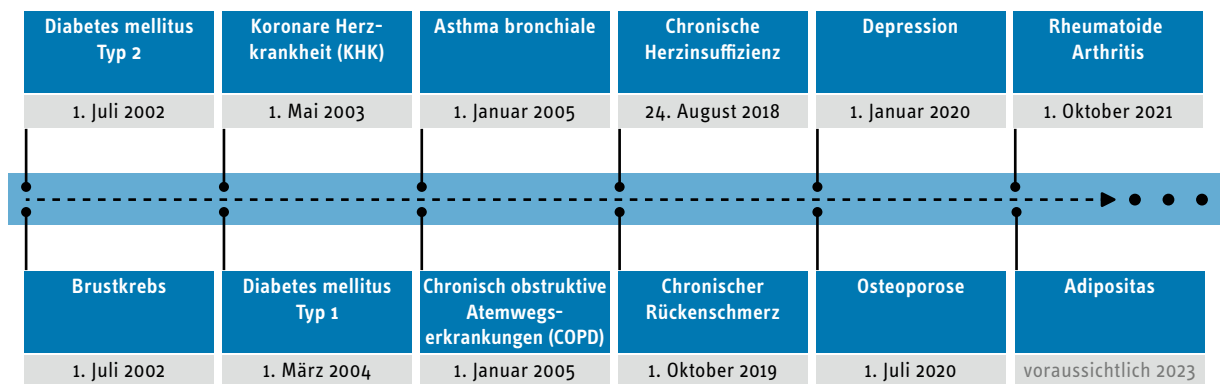 Diabetes mellitus
Typ 2
1. Juli 2002
Koronare Herz-
krankheit (KHK)
1. Mai 2003
Asthma bronchiale
1. Januar 2005
Chronische
Herzinsuffizienz
24. August 2018
Depression
1. Januar 2020
Rheumatoide
Arthritis
1. Oktober 2021
Brustkrebs
1. Juli 2002
Diabetes mellitus
Typ 1
1. März 2004
Chronisch obstruktive
Atemwegs-
erkrankungen (COPD)
1. Januar 2005
Chronischer
Rückenschmerz
1. Oktober 2019
Osteoporose
1. Juli 2020
Adipositas
voraussichtlich 2023